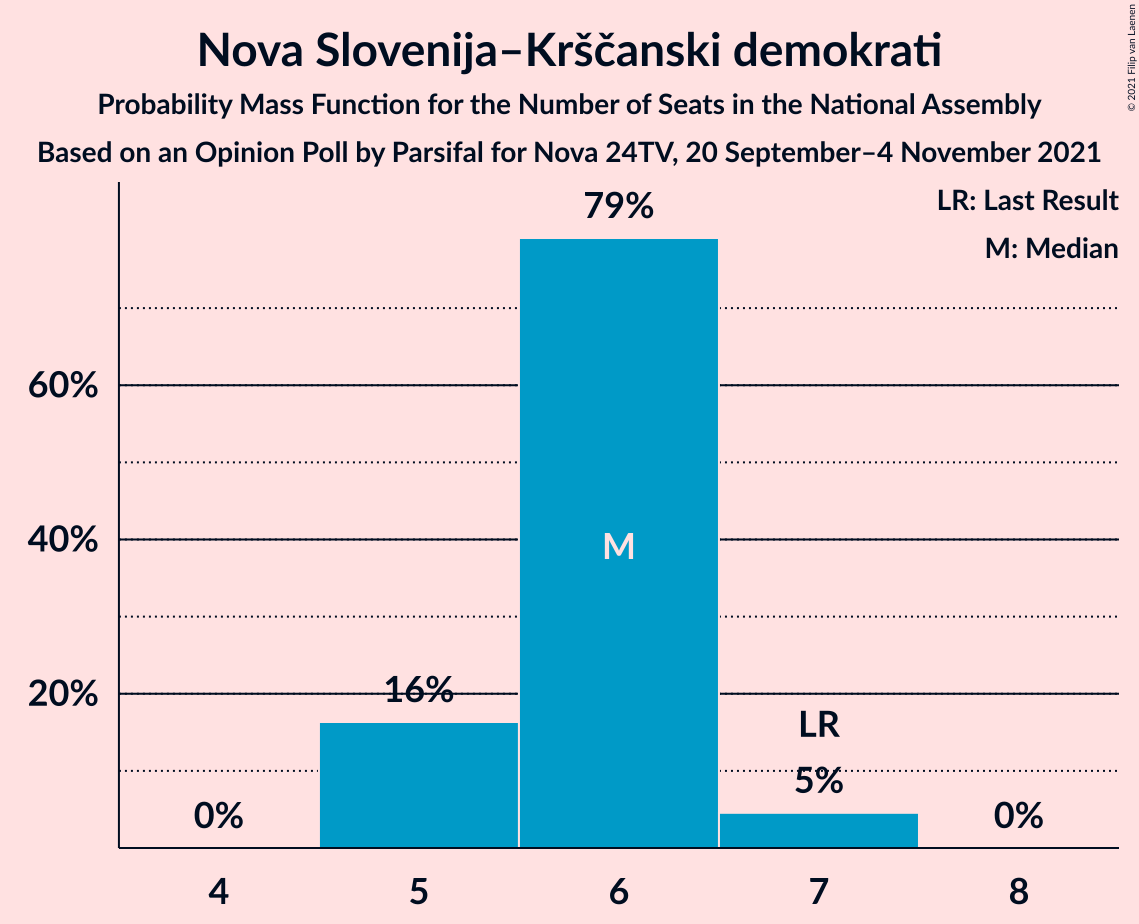 Nova Slovenija–Krščanski demokrati
Probability Mass Function for the Number of Seats in the National Assembly
Based on an Opinion Poll by Parsifal for Nova 24TV, 20 September–4 November 2021
© 2021 Filip van Laenen
LR: Last Result
M: Median
79%
60%
40%
M
20%
16%
LR
5%
0%
0%
4 5 6 7 8